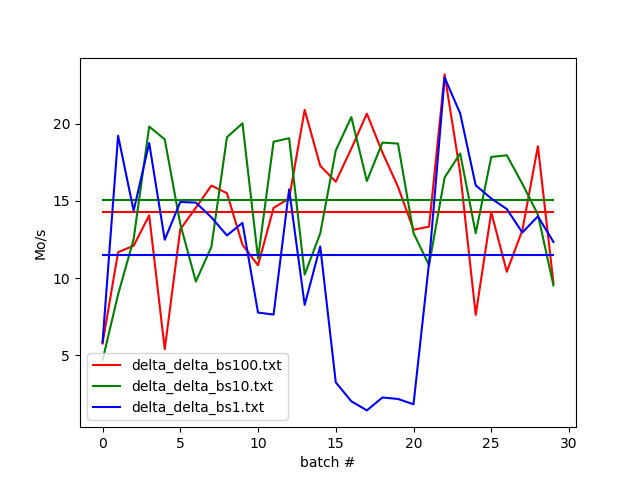 20
15
10
5
Mo/s
delta_delta_bs100.txt
delta_delta_bs10.txt
delta_delta_bs1.txt
0 5 10 15 20 25 30
batch #